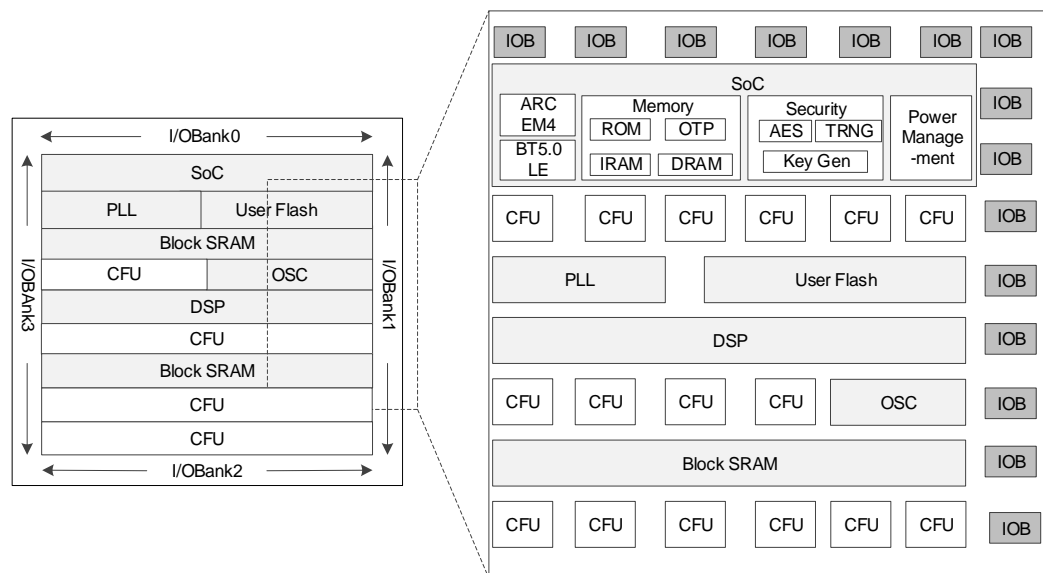 I/OBank0
I/OBAnk3
I/OBank1
SoC
PLL User Flash
Block SRAM
CFU OSC
DSP
CFU
Block SRAM
CFU
CFU
I/OBank2
IOB IOB IOB IOB IOB IOB IOB
SoC
ARC
EM4
BT5.0
LE
Memory
ROM OTP
IRAM DRAM
Security
AES TRNG
Key Gen
Power
Manage
-ment
IOB
IOB
CFU CFU CFU CFU CFU CFU IOB
PLL User Flash IOB
DSP IOB
CFU CFU CFU CFU OSC IOB
Block SRAM IOB
CFU CFU CFU CFU CFU CFU IOB